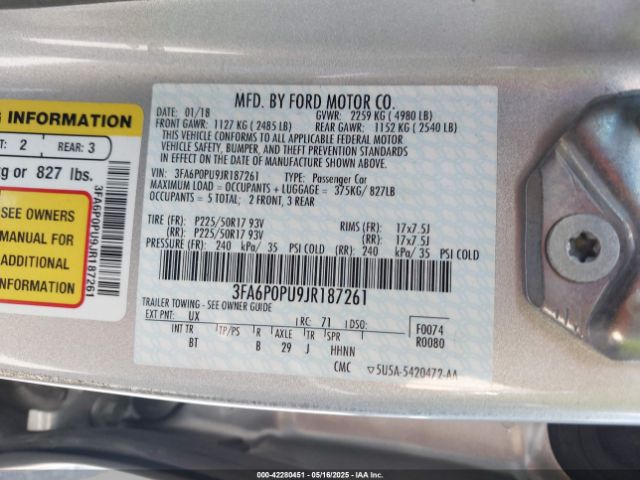 G INFORMATION
T: 2 REAR: 3
kg or 827 lbs.
SEE OWNERS
MANUAL FOR
ADDITIONAL
INFORMATION
3FA6P0PU9JR187261
MFD. BY FORD MOTOR CO.
DATE: 01/18 GVWR: 2259 KG ( 4980 LB)
FRONT GAWR: 1127 KG ( 2485 LB) REAR GAWR: 1152 KG ( 2540 LB)
THIS VEHICLE CONFORMS TO ALL APPLICABLE FEDERAL MOTOR
VEHICLE SAFETY, BUMPER, AND THEFT PREVENTION STANDARDS IN
EFFECT ON THE DATE OF MANUFACTURE SHOWN ABOVE.
VIN: 3FA6P0PU9JR187261 TYPE: Passenger Car
MAXIMUM LOAD = OCCUPANTS + LUGGAGE = 375KG/827LB
OCCUPANTS = 5 TOTAL; 2 FRONT, 3 REAR
TIRE (FR): P225/50R17 93V RIMS (FR): 17x7.5J
(RR): P225/50R17 93V (RR): 17x7.5J
PRESSURE (FR): 240 kPa/ 35 PSI COLD (RR): 240 kPa/ 35 PSI COLD
3FA6P0PU9JR187261
TRAILER TOWING - SEE OWNER GUIDE
EXT PNT: UX RC: 71 DSO: F0074
INT TR TP/PS R AXLE TR SPR R0080
BT B 29 J HHNN
CMC ▽5U5A-5420472-AA
000-42280451 - 05/16/2025 - IAAI.COM